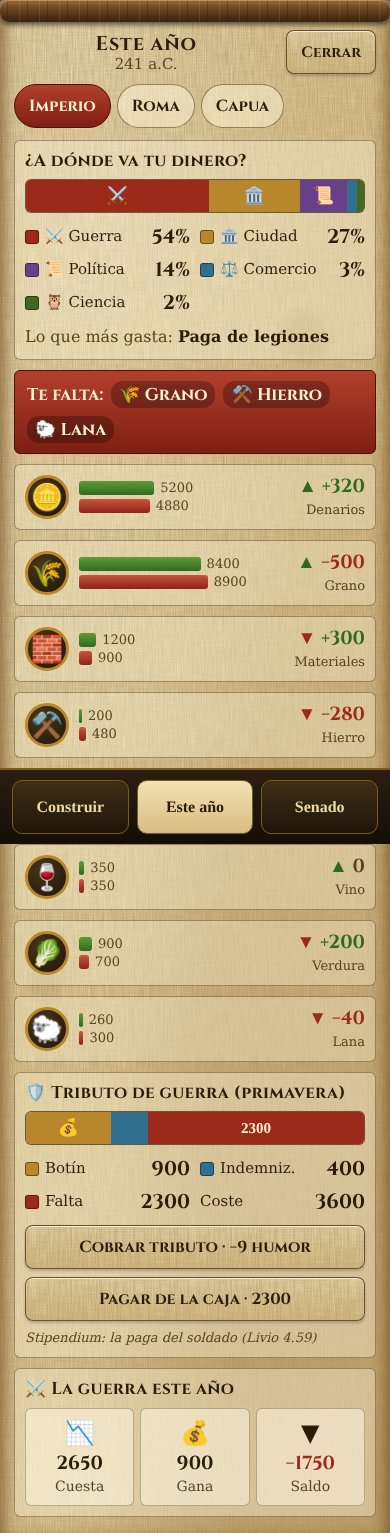 Este año
241 a.C.
Cerrar
Imperio
Roma
Capua
¿A dónde va tu dinero?
Guerra 54%
Ciudad 27%
Política 14%
Comercio 3%
Ciencia 2%
Lo que más gasta: Paga de legiones
Te falta: Grano Hierro
Lana
5200
4880
▲ +320
Denarios
8400
8900
▲ −500
Grano
1200
900
▼ +300
Materiales
200
480
▼ −280
Hierro
Construir
Este año
Senado
350
350
▲ 0
Vino
900
700
▼ +200
Verdura
260
300
▼ −40
Lana
Tributo de guerra (primavera)
2300
Botín 900
Indemniz. 400
Falta 2300
Coste 3600
Cobrar tributo · −9 humor
Pagar de la caja · 2300
Stipendium: la paga del soldado (Livio 4.59)
La guerra este año
2650
Cuesta
900
Gana
▼
−1750
Saldo